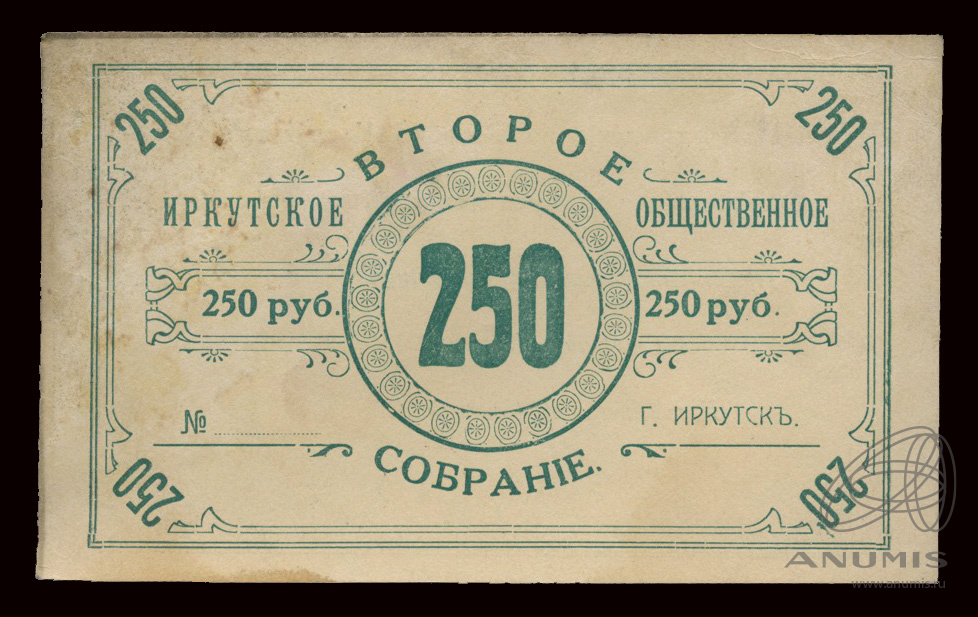 250 250
ВТОРОЕ
ИРКУТСКОЕ ОБЩЕСТВЕННОЕ
250 руб. 250 250 руб.
№ Г. ИРКУТСКЪ.
СОБРАНІЕ.
250 250
ANUMIS
www.anumis.ru